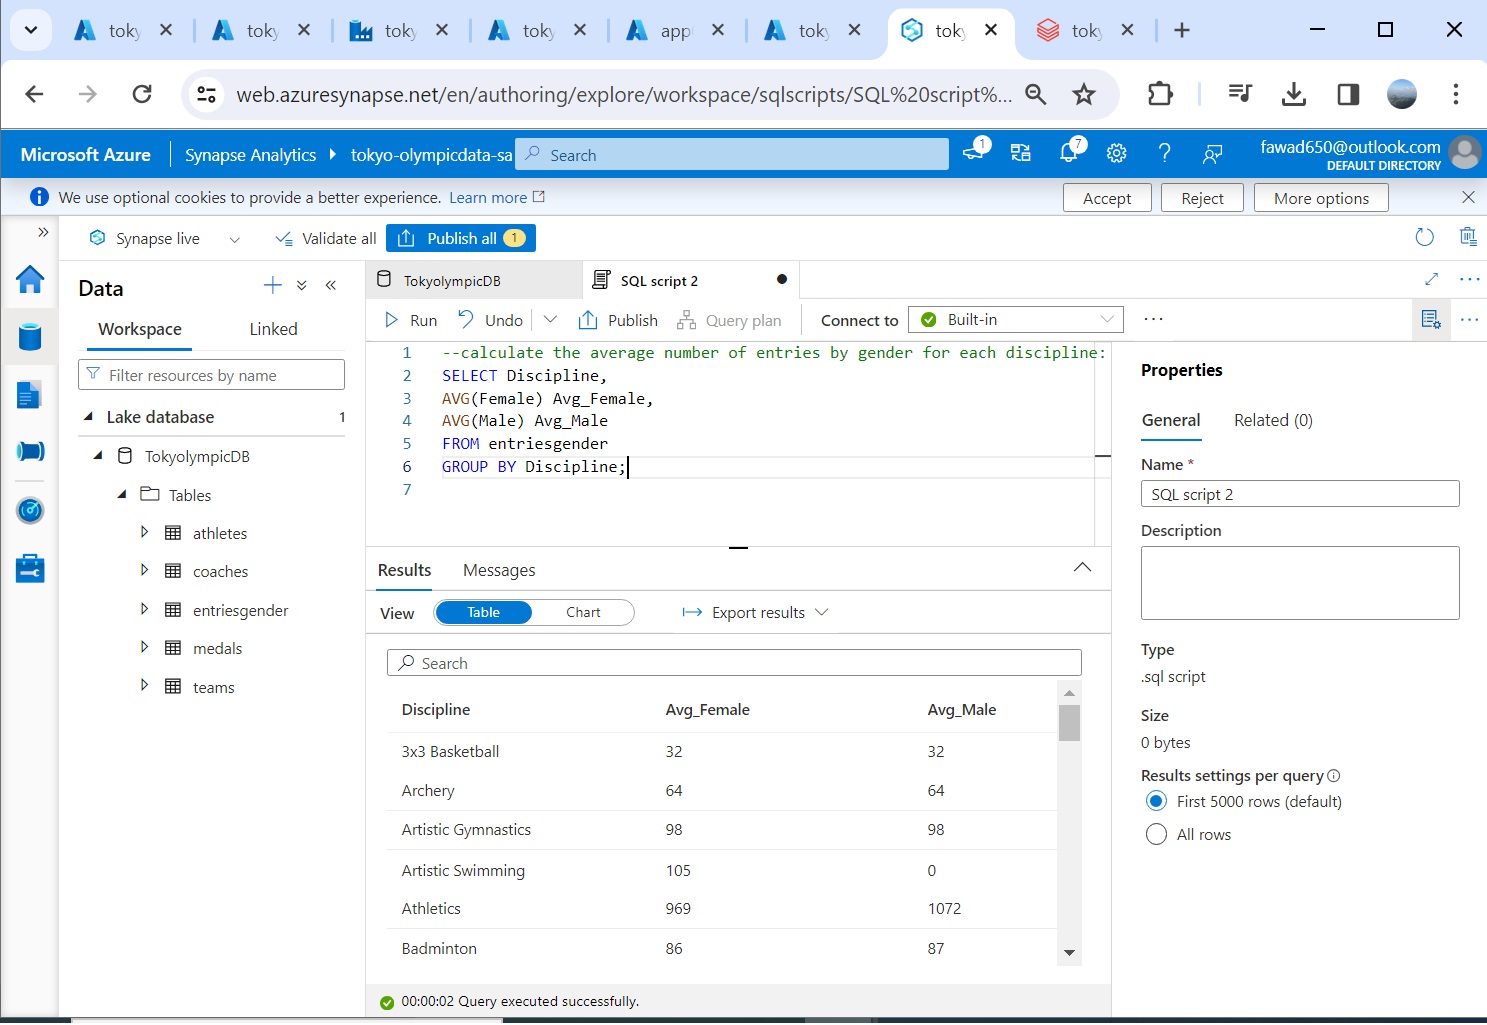 toky
tok
toky
toky
app
toky
toky
toky
web.azuresynapse.net/en/authoring/explore/workspace/sqlscripts/SQL%20script%...
Microsoft Azure
Synapse Analytics
tokyo-olympicdata-sa
Search
1
7
fawad650@outlook.com
DEFAULT DIRECTORY
We use optional cookies to provide a better experience. Learn more
Accept
Reject
More options
Synapse live
Validate all
Publish all 1
Data
Workspace
Linked
Filter resources by name
Lake database 1
TokyolympicDB
Tables
athletes
coaches
entriesgender
medals
teams
TokyolympicDB
SQL script 2
Run
Undo
Publish
Query plan
Connect to
Built-in
1 --calculate the average number of entries by gender for each discipline:
2 SELECT Discipline,
3 AVG(Female) Avg_Female,
4 AVG(Male) Avg_Male
5 FROM entriesgender
6 GROUP BY Discipline;
7
Results
Messages
View
Table
Chart
Export results
Search
Discipline Avg_Female Avg_Male
3x3 Basketball 32 32
Archery 64 64
Artistic Gymnastics 98 98
Artistic Swimming 105 0
Athletics 969 1072
Badminton 86 87
00:00:02 Query executed successfully.
Properties
General
Related (0)
Name *
SQL script 2
Description
Type
.sql script
Size
0 bytes
Results settings per query
First 5000 rows (default)
All rows